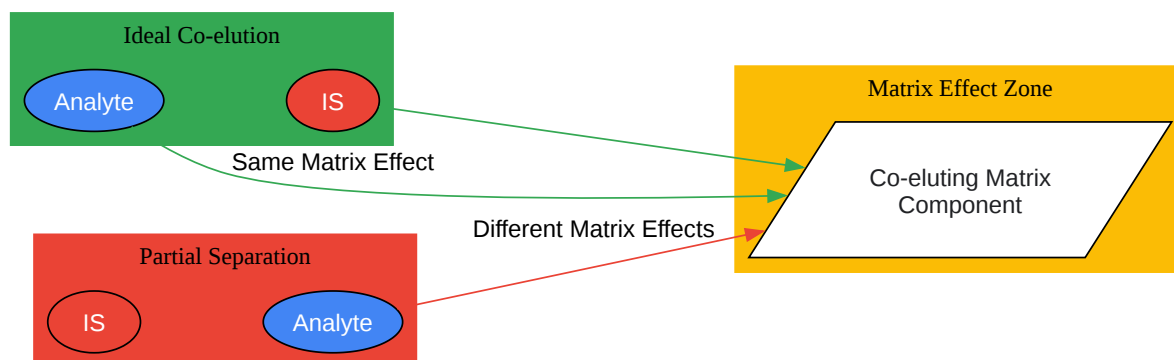 Ideal Co-elution
Analyte
IS
Same Matrix Effect
Matrix Effect Zone
Co-eluting Matrix
Component
Different Matrix Effects
Partial Separation
IS
Analyte